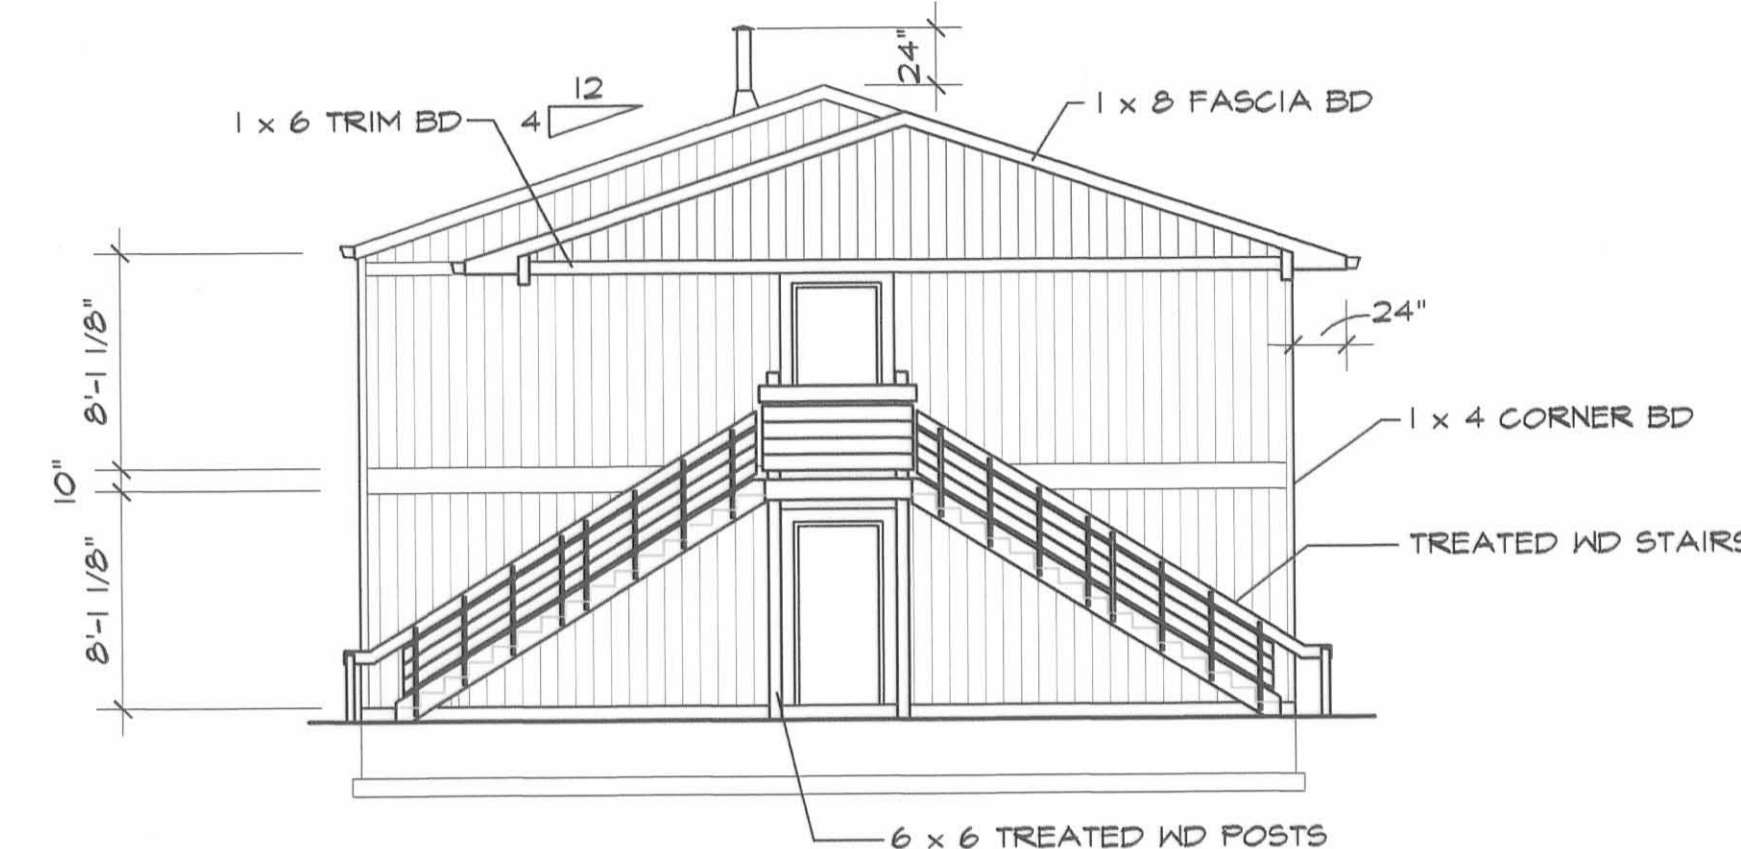 24"
12
4
1 x 6 TRIM BD
1 x 8 FASCIA BD
8'-1 1/8"
24"
1 x 4 CORNER BD
10"
TREATED WD STAIRS
8'-1 1/8"
6 x 6 TREATED WD POSTS